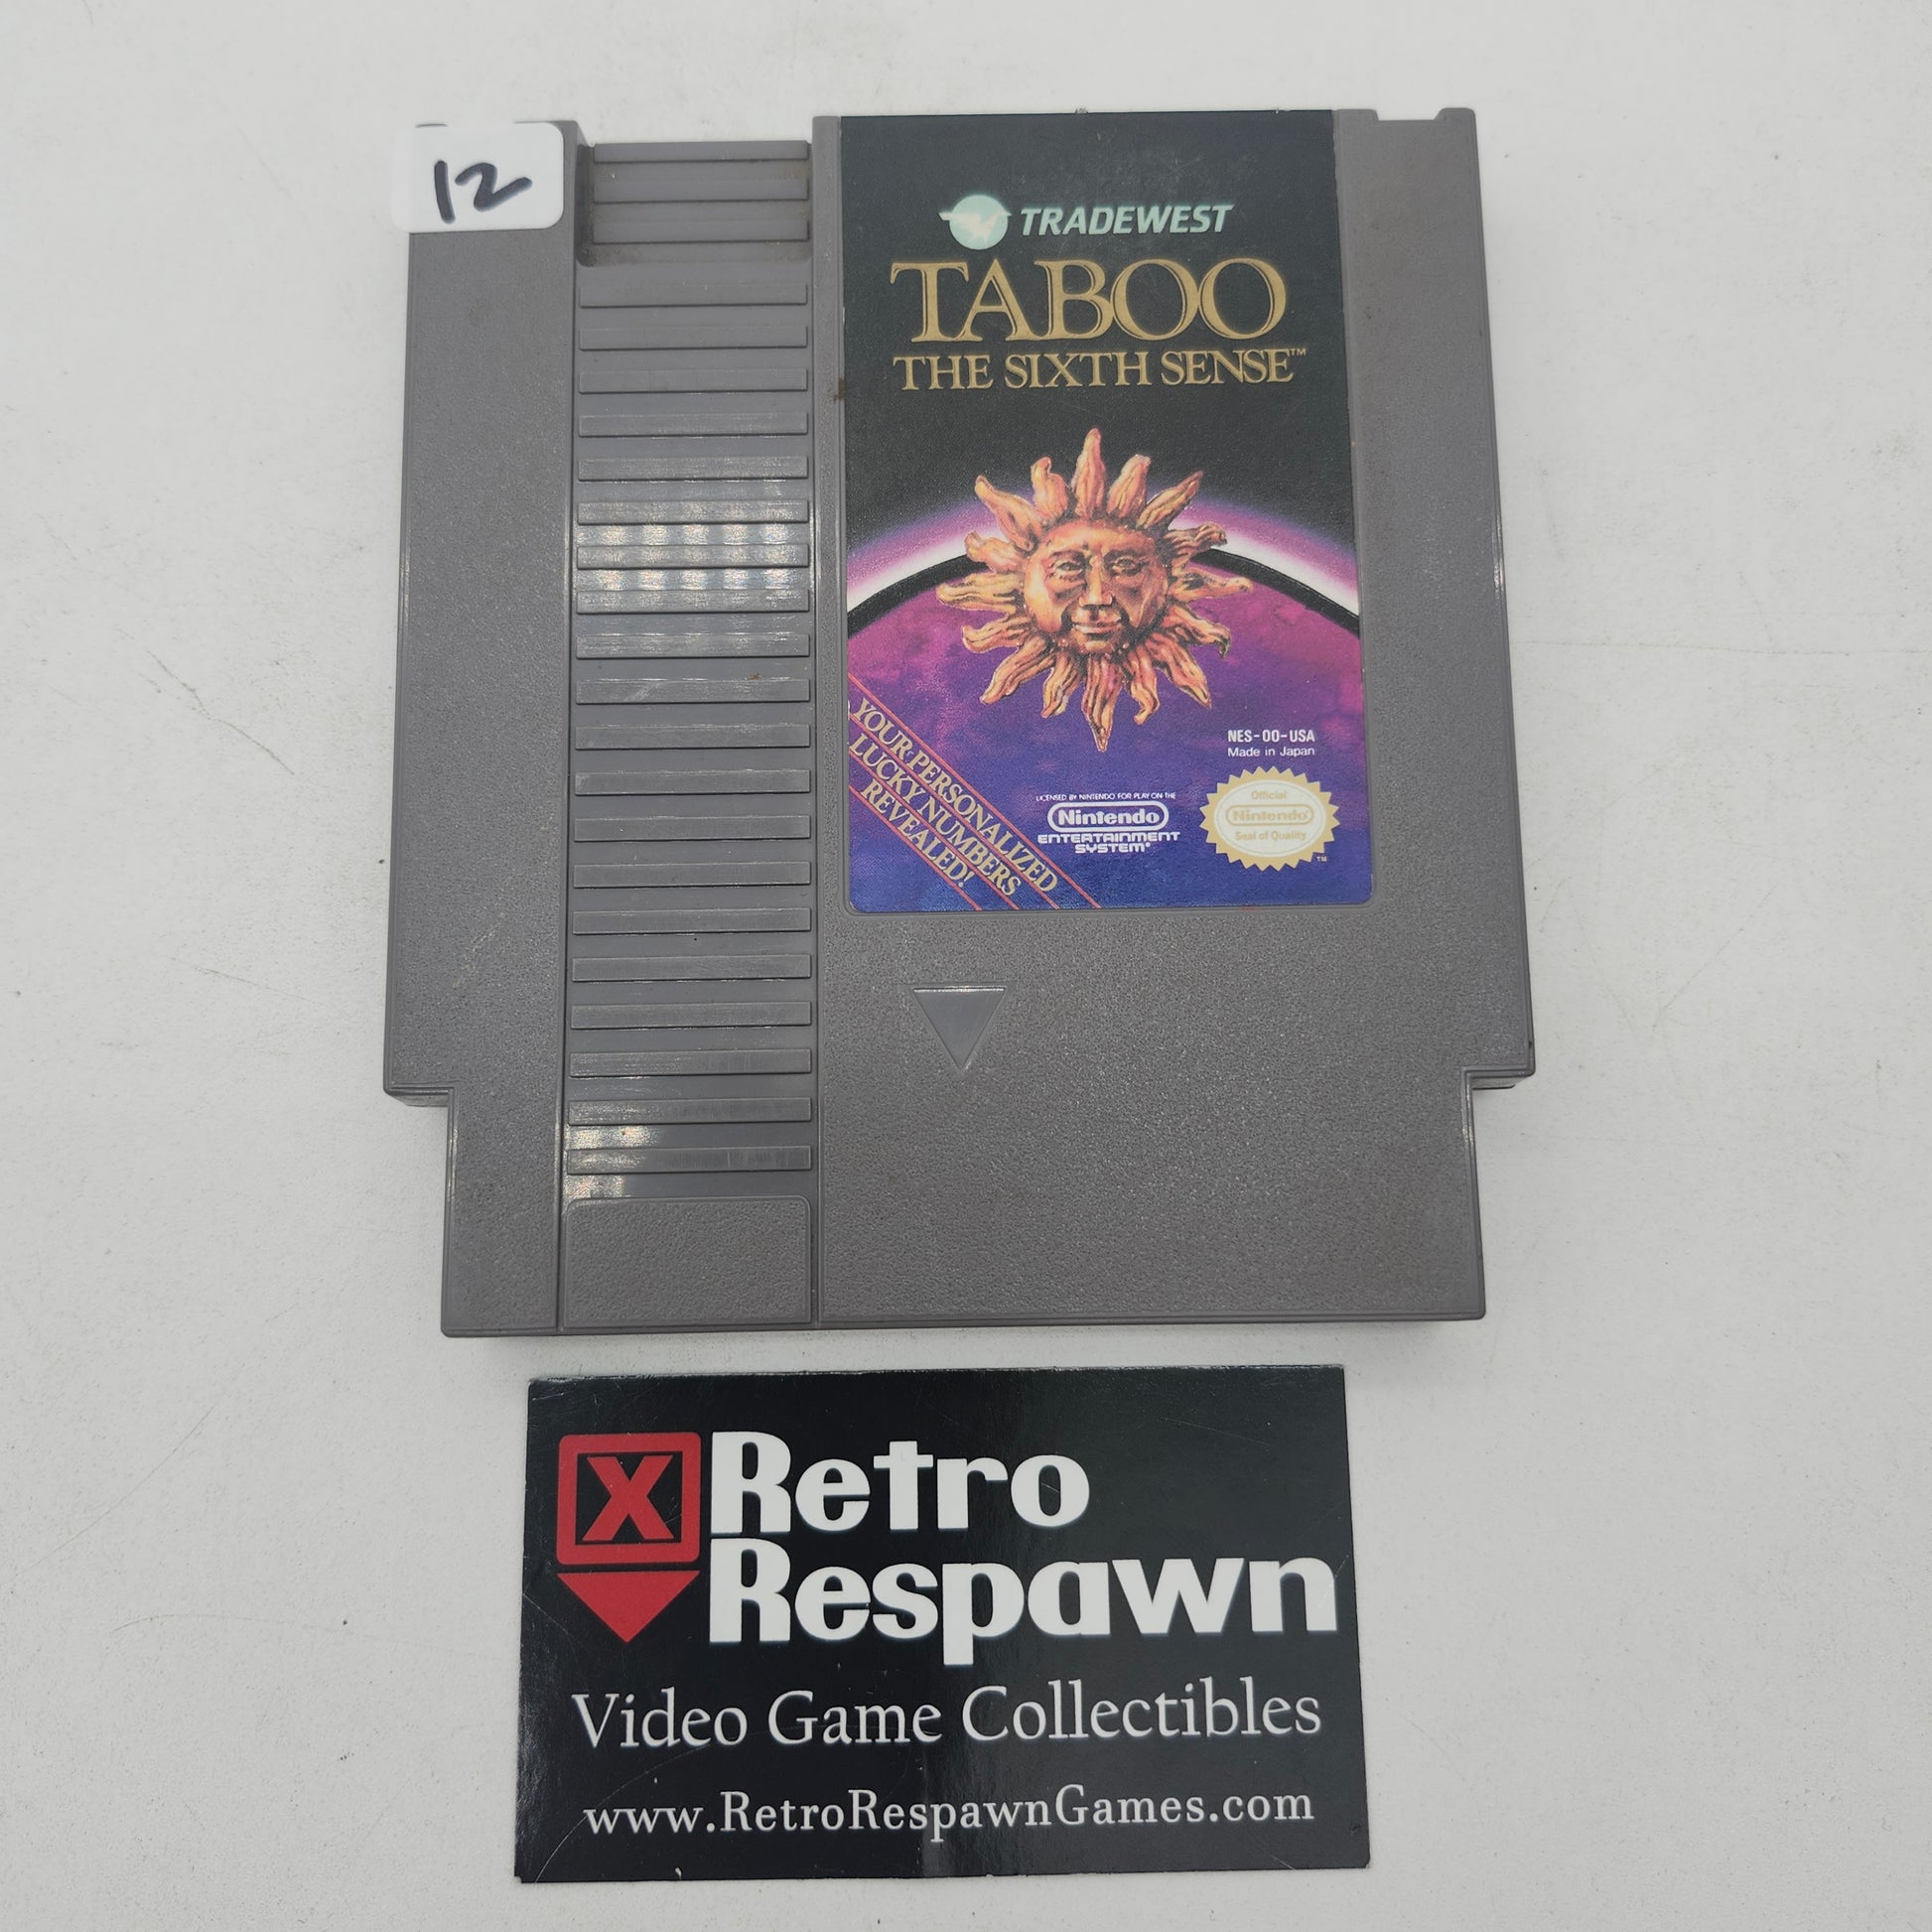 12
TRADEWEST
TABOO
THE SIXTH SENSE™
YOUR PERSONALIZED
LUCKY NUMBERS
REVEALED!
NES-00-USA
Made in Japan
LICENSED BY NINTENDO FOR PLAY ON THE
Nintendo
ENTERTAINMENT
SYSTEM®
Official
Nintendo®
Seal of Quality
TM
X
Retro
Respawn
Video Game Collectibles
www.RetroRespawnGames.com